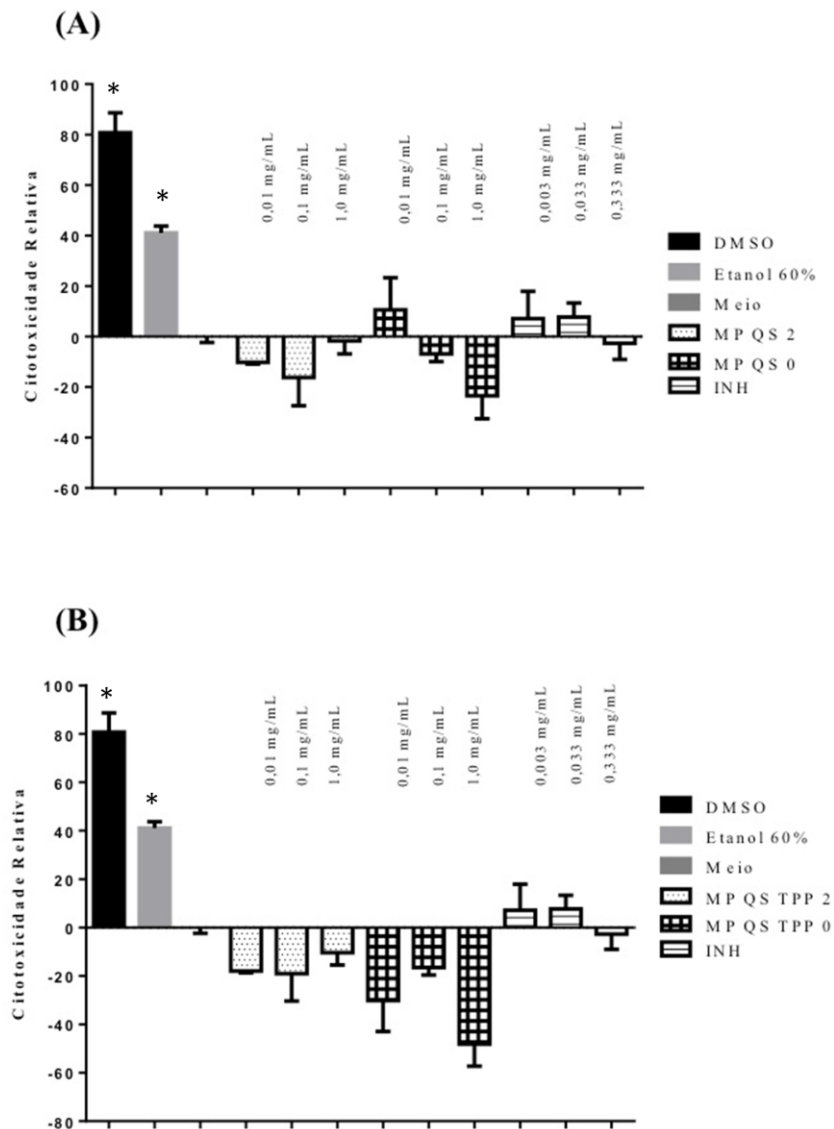 (A)
Citotoxicidade Relativa
100
80
60
40
20
0
-20
-40
-60
*
*
0,01 mg/mL
0,1 mg/mL
1,0 mg/mL
0,01 mg/mL
0,1 mg/mL
1,0 mg/mL
0,003 mg/mL
0,033 mg/mL
0,333 mg/mL
DMSO
Etanol 60%
Meio
MP QS 2
MP QS 0
INH
(B)
Citotoxicidade Relativa
100
80
60
40
20
0
-20
-40
-60
-80
*
*
0,01 mg/mL
0,1 mg/mL
1,0 mg/mL
0,01 mg/mL
0,1 mg/mL
1,0 mg/mL
0,003 mg/mL
0,033 mg/mL
0,333 mg/mL
DMSO
Etanol 60%
Meio
MP QS TPP 2
MP QS TPP 0
INH